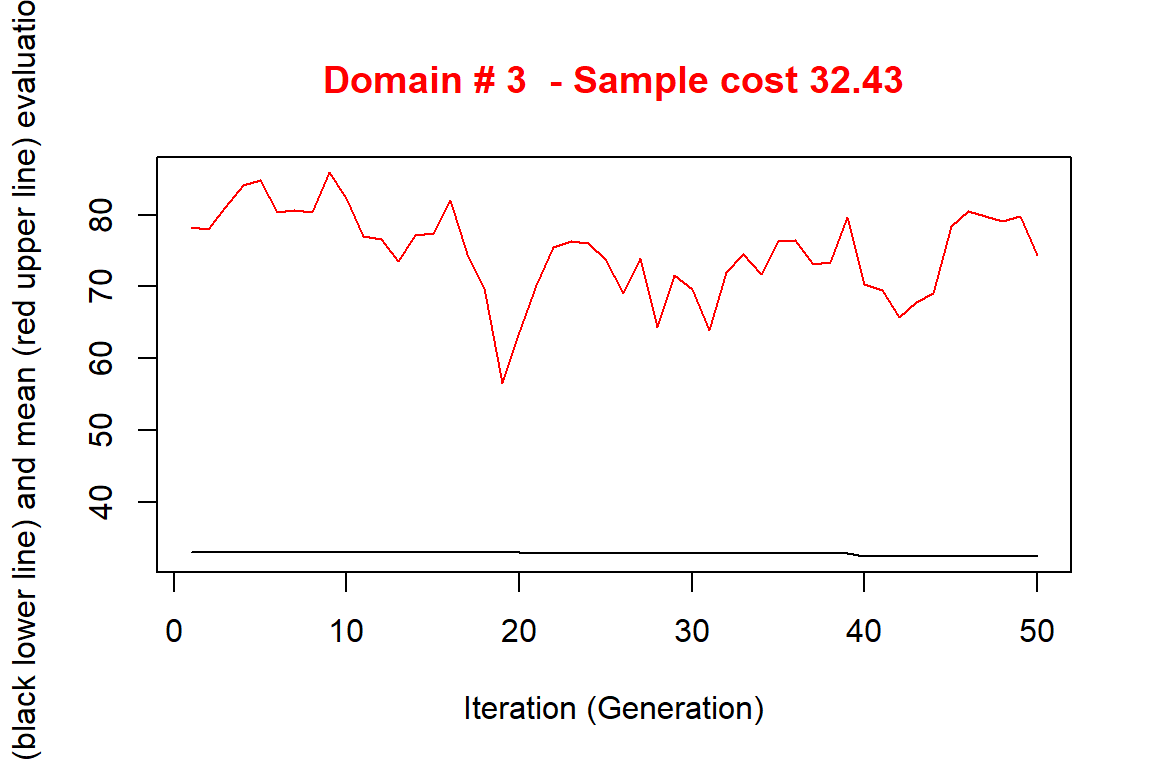 Domain # 3  - Sample cost 32.43
(black lower line) and mean (red upper line)
80
70
60
50
40
0 10 20 30 40 50
Iteration (Generation)